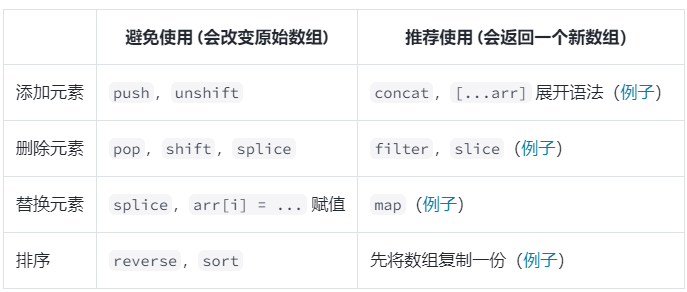 避免使用 (会改变原始数组) 推荐使用 (会返回一个新数组)
添加元素 push，unshift concat，[...arr] 展开语法（例子）
删除元素 pop，shift，splice filter，slice（例子）
替换元素 splice，arr[i] = ... 赋值 map（例子）
排序 reverse，sort 先将数组复制一份（例子）